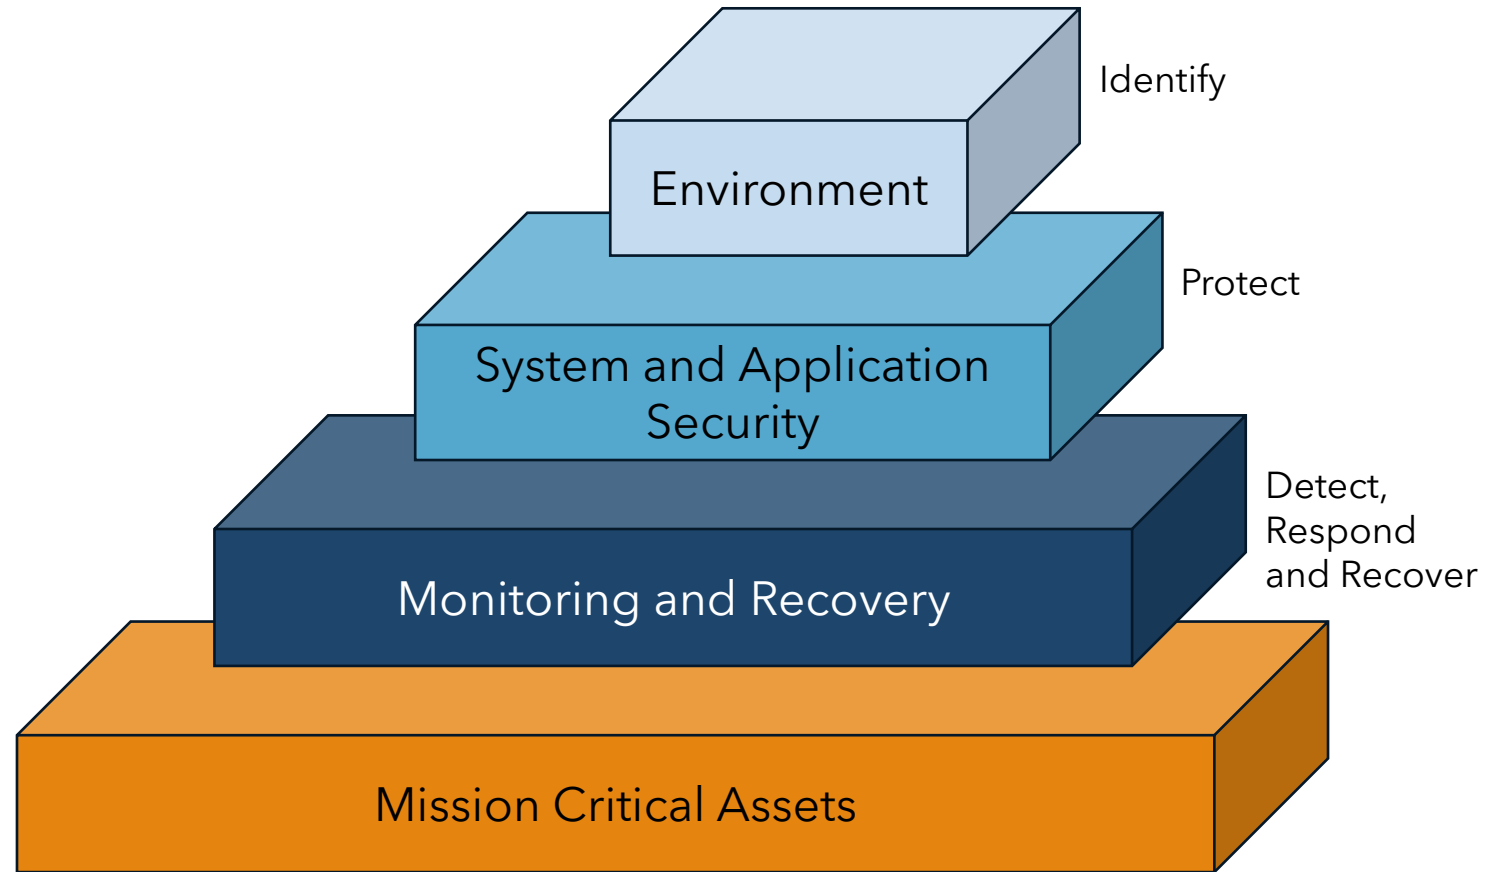 Identify
Environment
Protect
System and Application
Security
Detect,
Respond
and Recover
Monitoring and Recovery
Mission Critical Assets